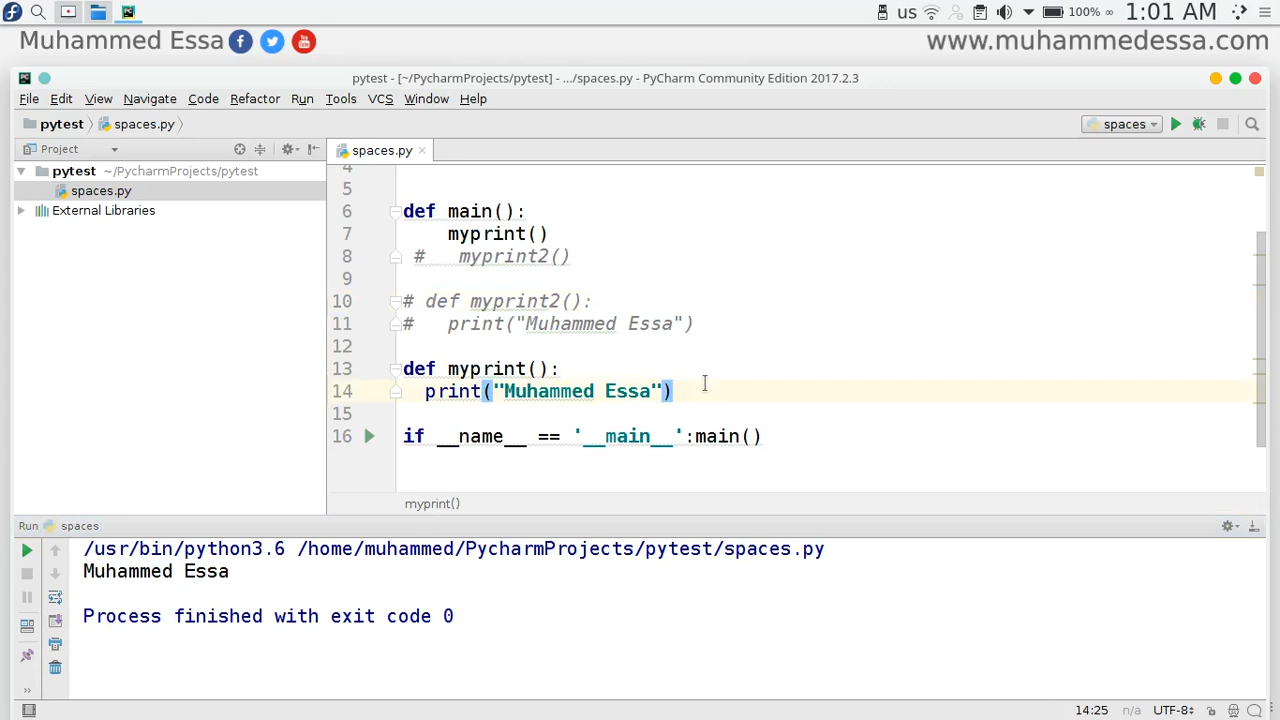 us 100% ∞ 1:01 AM
Muhammed Essa www.muhammedessa.com
pytest - [~/PycharmProjects/pytest] - .../spaces.py - PyCharm Community Edition 2017.2.3
File Edit View Navigate Code Refactor Run Tools VCS Window Help
pytest spaces.py spaces
Project spaces.py
pytest ~/PycharmProjects/pytest
spaces.py
External Libraries
4
5
6 def main():
7 myprint()
8 # myprint2()
9
10 # def myprint2():
11 # print("Muhammed Essa")
12
13 def myprint():
14 print("Muhammed Essa")
15
16 if __name__ == '__main__':main()
myprint()
Run spaces
/usr/bin/python3.6 /home/muhammed/PycharmProjects/pytest/spaces.py
Muhammed Essa
Process finished with exit code 0
14:25 n/a UTF-8